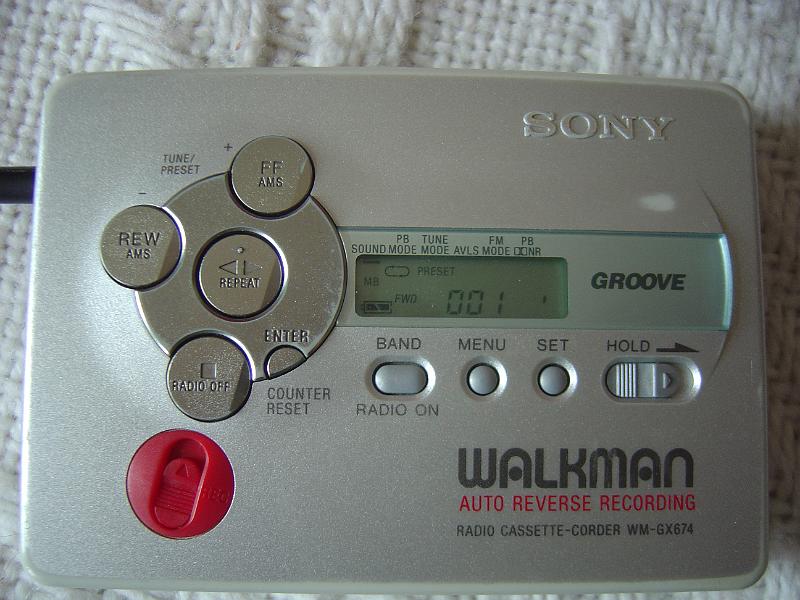 SONY
TUNE/
PRESET
+
-
FF
AMS
REW
AMS
REPEAT
ENTER
RADIO OFF
COUNTER
RESET
PB TUNE FM PB
SOUND MODE MODE AVLS MODE NR
MB PRESET
FWD 001
GROOVE
BAND MENU SET HOLD
RADIO ON
REC
WALKMAN
AUTO REVERSE RECORDING
RADIO CASSETTE-CORDER WM-GX674